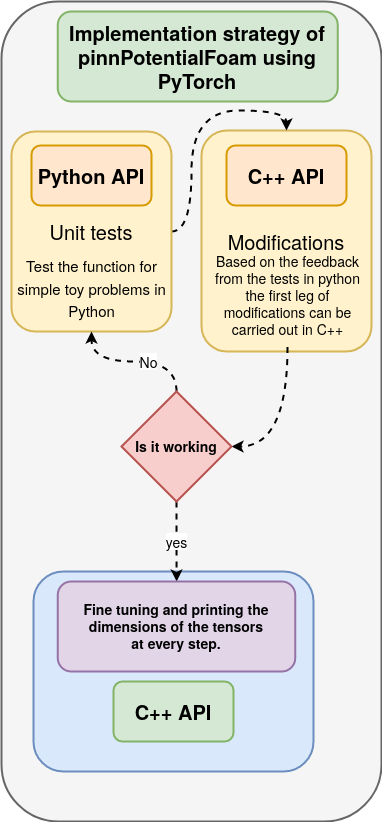 Implementation strategy of
pinnPotentialFoam using
PyTorch
Python API
Unit tests
Test the function for
simple toy problems in
Python
C++ API
Modifications
Based on the feedback
from the tests in python
the first leg of
modifications can be
carried out in C++
No
Is it working
yes
Fine tuning and printing the
dimensions of the tensors
at every step.
C++ API